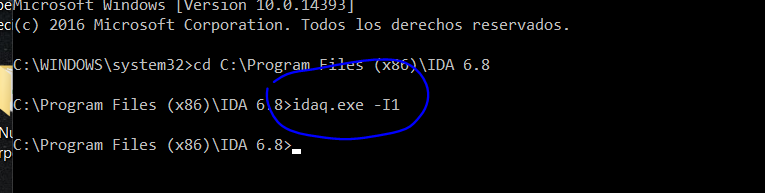 Microsoft Windows [Version 10.0.14393]
(c) 2016 Microsoft Corporation. Todos los derechos reservados.
C:\WINDOWS\system32>cd C:\Program Files (x86)\IDA 6.8
C:\Program Files (x86)\IDA 6.8>idaq.exe -I1
C:\Program Files (x86)\IDA 6.8>